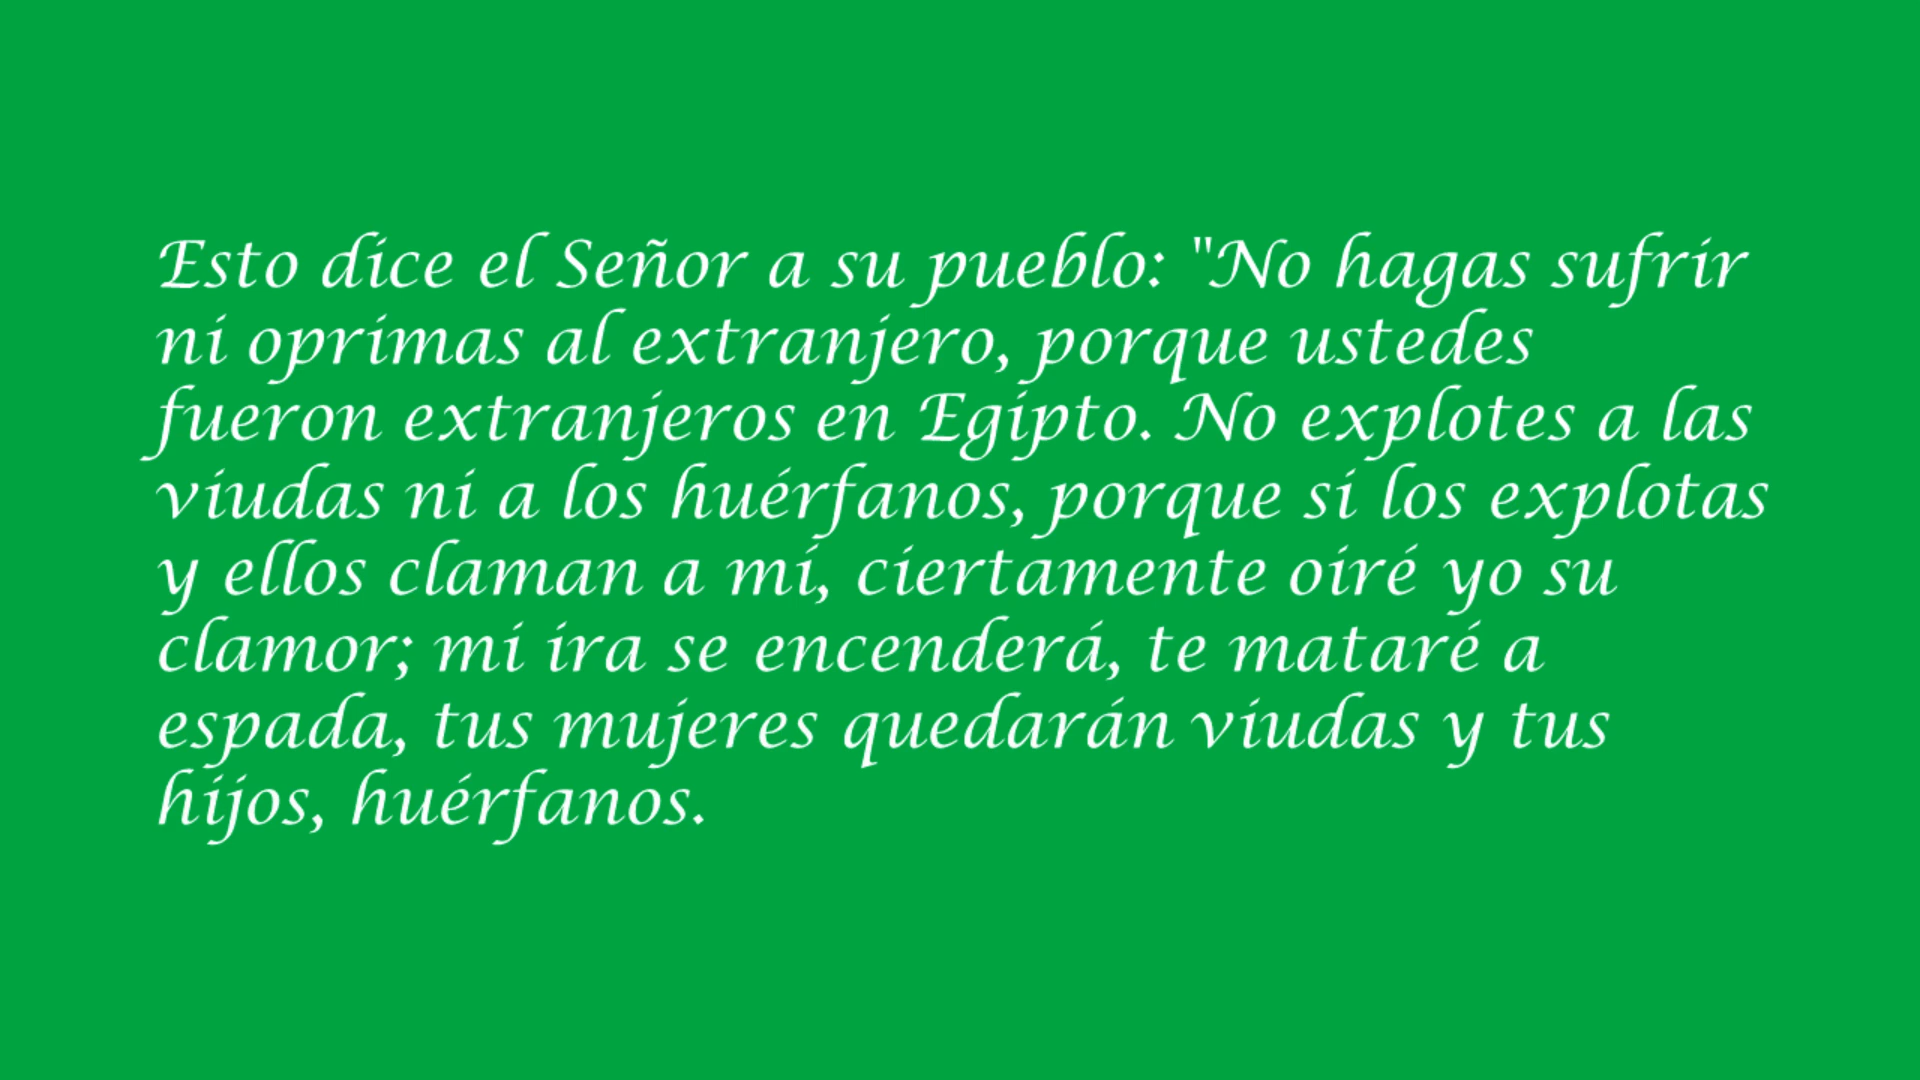 Esto dice el Señor a su pueblo: "No hagas sufrir
ni oprimas al extranjero, porque ustedes
fueron extranjeros en Egipto. No explotes a las
viudas ni a los huérfanos, porque si los explotas
y ellos claman a mí, ciertamente oiré yo su
clamor; mi ira se encenderá, te mataré a
espada, tus mujeres quedarán viudas y tus
hijos, huérfanos.